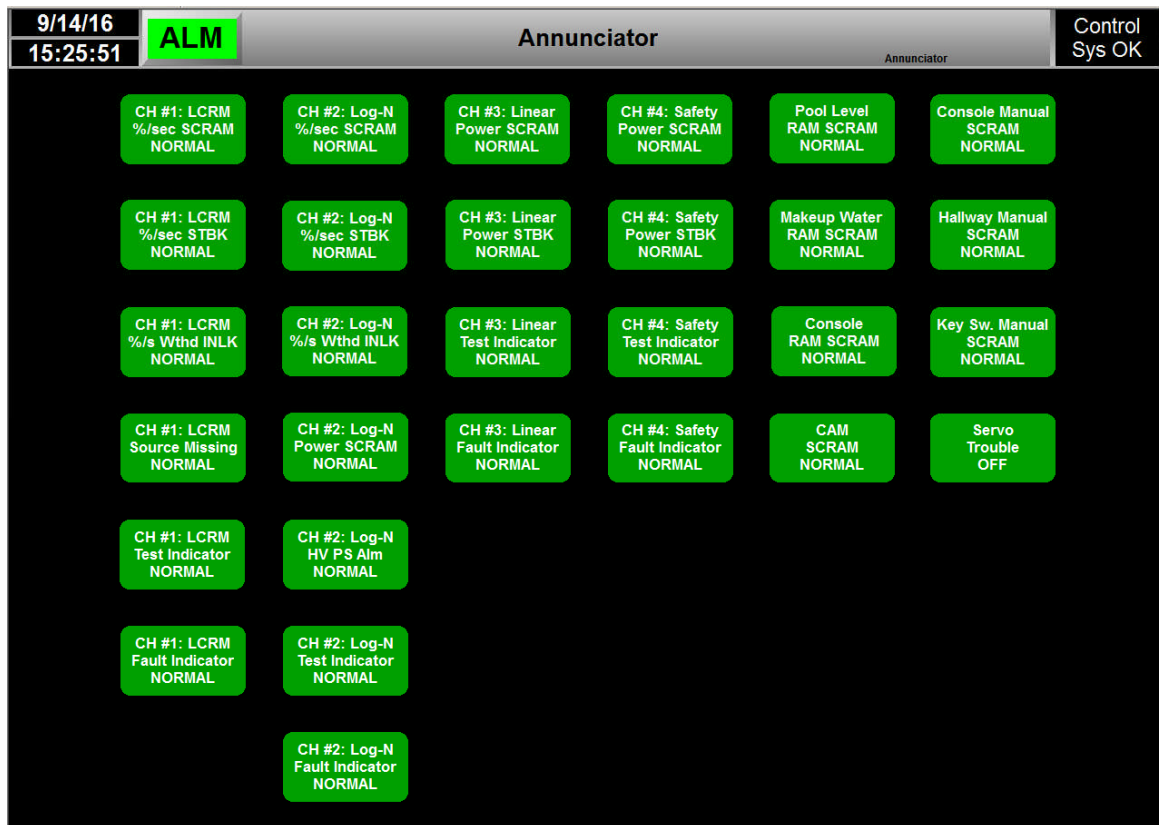 9/14/16
15:25:51
ALM
Annunciator
Annunciator
Control
Sys OK
CH #1: LCRM
%/sec SCRAM
NORMAL
CH #2: Log-N
%/sec SCRAM
NORMAL
CH #3: Linear
Power SCRAM
NORMAL
CH #4: Safety
Power SCRAM
NORMAL
Pool Level
RAM SCRAM
NORMAL
Console Manual
SCRAM
NORMAL
CH #1: LCRM
%/sec STBK
NORMAL
CH #2: Log-N
%/sec STBK
NORMAL
CH #3: Linear
Power STBK
NORMAL
CH #4: Safety
Power STBK
NORMAL
Makeup Water
RAM SCRAM
NORMAL
Hallway Manual
SCRAM
NORMAL
CH #1: LCRM
%/s Wthd INLK
NORMAL
CH #2: Log-N
%/s Wthd INLK
NORMAL
CH #3: Linear
Test Indicator
NORMAL
CH #4: Safety
Test Indicator
NORMAL
Console
RAM SCRAM
NORMAL
Key Sw. Manual
SCRAM
NORMAL
CH #1: LCRM
Source Missing
NORMAL
CH #2: Log-N
Power SCRAM
NORMAL
CH #3: Linear
Fault Indicator
NORMAL
CH #4: Safety
Fault Indicator
NORMAL
CAM
SCRAM
NORMAL
Servo
Trouble
OFF
CH #1: LCRM
Test Indicator
NORMAL
CH #2: Log-N
HV PS Alm
NORMAL
CH #1: LCRM
Fault Indicator
NORMAL
CH #2: Log-N
Test Indicator
NORMAL
CH #2: Log-N
Fault Indicator
NORMAL